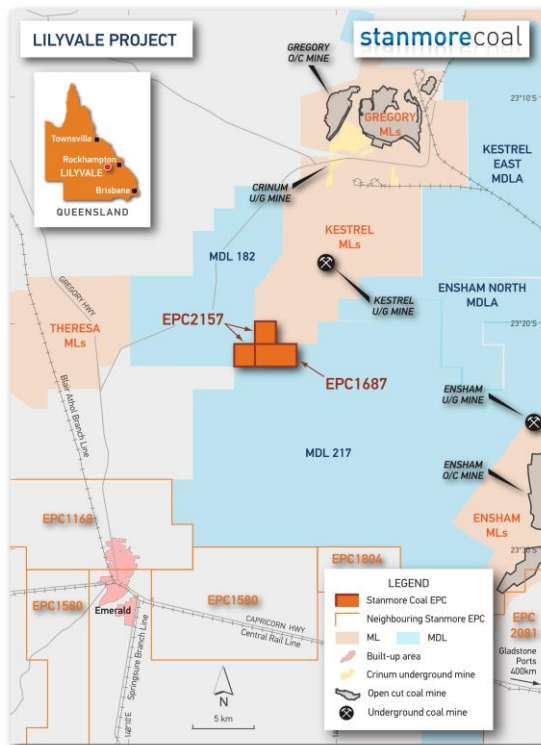 LILYVALE PROJECT
stanmorecoal
GREGORY
O/C MINE
23°10'S
GREGORY
MLs
Townsville
Rockhampton
LILYVALE
Brisbane
QUEENSLAND
KESTREL
EAST
MDLA
CRINUM
U/G MINE
KESTREL
MLs
MDL 182
GREGORY HWY
KESTREL
U/G MINE
ENSHAM NORTH
MDLA
EPC2157
23°20'S
THERESA
MLs
EPC1687
Blair Athol Branch Line
ENSHAM
U/G MINE
MDL 217
ENSHAM
O/C MINE
EPC1168
ENSHAM
MLs
23°30'S
EPC1804
EPC1580
EPC1580
Emerald
CAPRICORN HWY
Central Rail Line
Springsure Branch Line
148°10'E
N
5 km
EPC
2081
Gladstone
Ports
400km
LEGEND
Stanmore Coal EPC
Neighbouring Stanmore EPC
ML
MDL
Built-up area
Crinum underground mine
Open cut coal mine
Underground coal mine